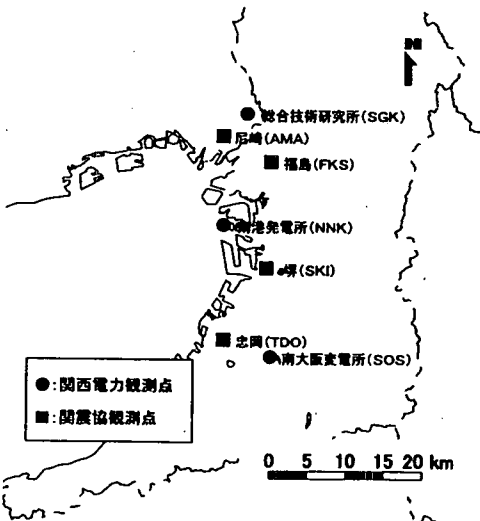 N
総合技術研究所(SGK)
尼崎(AMA)
福島(FKS)
南港発電所(NNK)
堺(SKI)
忠岡(TDO)
南大阪変電所(SOS)
●:関西電力観測点
■:関震協観測点
0 5 10 15 20 km